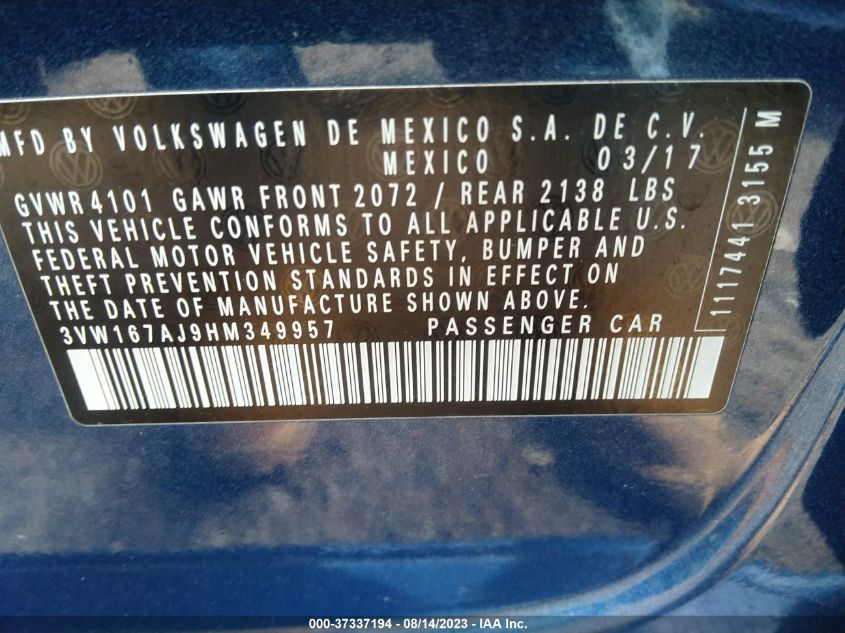 MFD BY VOLKSWAGEN DE MEXICO S.A. DE C.V.
MEXICO 03/17
GVWR 4101 GAWR FRONT 2072 / REAR 2138 LBS
THIS VEHICLE CONFORMS TO ALL APPLICABLE U.S.
FEDERAL MOTOR VEHICLE SAFETY, BUMPER AND
THEFT PREVENTION STANDARDS IN EFFECT ON
THE DATE OF MANUFACTURE SHOWN ABOVE.
3VW167AJ9HM349957 PASSENGER CAR
1117441 3155 M
000-37337194 - 08/14/2023 - IAA Inc.